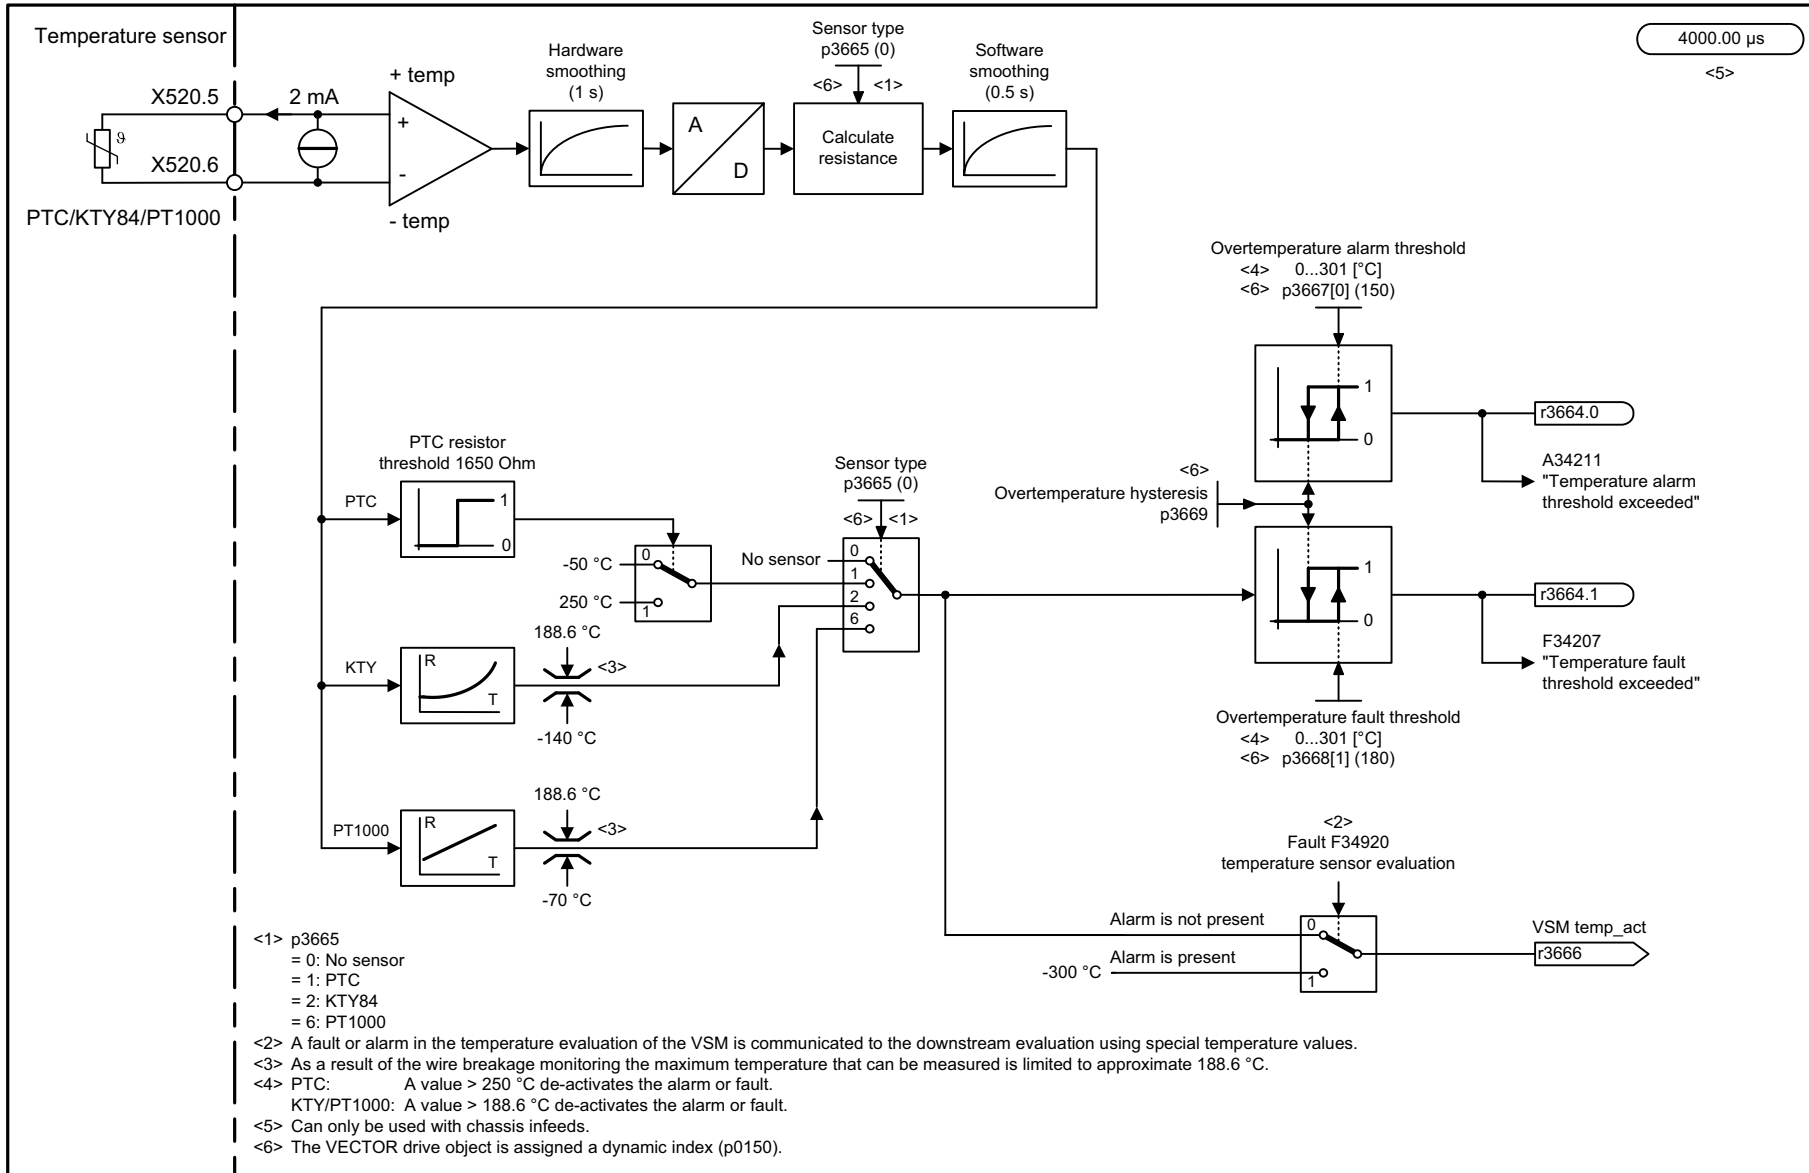 Temperature sensor
X520.5
2 mA
ϑ
X520.6
PTC/KTY84/PT1000
+ temp
+
-
- temp
Hardware
smoothing
(1 s)
A
D
Sensor type
p3665 (0)
<6> <1>
Calculate
resistance
Software
smoothing
(0.5 s)
4000.00 µs
<5>
Overtemperature alarm threshold
<4> 0...301 [°C]
<6> p3667[0] (150)
1
0
r3664.0
A34211
"Temperature alarm
threshold exceeded"
<6>
Overtemperature hysteresis
p3669
PTC resistor
threshold 1650 Ohm
PTC
1
0
-50 °C
0
250 °C
1
Sensor type
p3665 (0)
<6> <1>
No sensor
0
1
2
6
1
0
r3664.1
F34207
"Temperature fault
threshold exceeded"
Overtemperature fault threshold
<4> 0...301 [°C]
<6> p3668[1] (180)
KTY
R
T
188.6 °C
<3>
-140 °C
PT1000
R
T
188.6 °C
<3>
-70 °C
<2>
Fault F34920
temperature sensor evaluation
Alarm is not present
0
Alarm is present
-300 °C
1
VSM temp_act
r3666
<1> p3665
= 0: No sensor
= 1: PTC
= 2: KTY84
= 6: PT1000
<2> A fault or alarm in the temperature evaluation of the VSM is communicated to the downstream evaluation using special temperature values.
<3> As a result of the wire breakage monitoring the maximum temperature that can be measured is limited to approximate 188.6 °C.
<4> PTC: A value > 250 °C de-activates the alarm or fault.
KTY/PT1000: A value > 188.6 °C de-activates the alarm or fault.
<5> Can only be used with chassis infeeds.
<6> The VECTOR drive object is assigned a dynamic index (p0150).